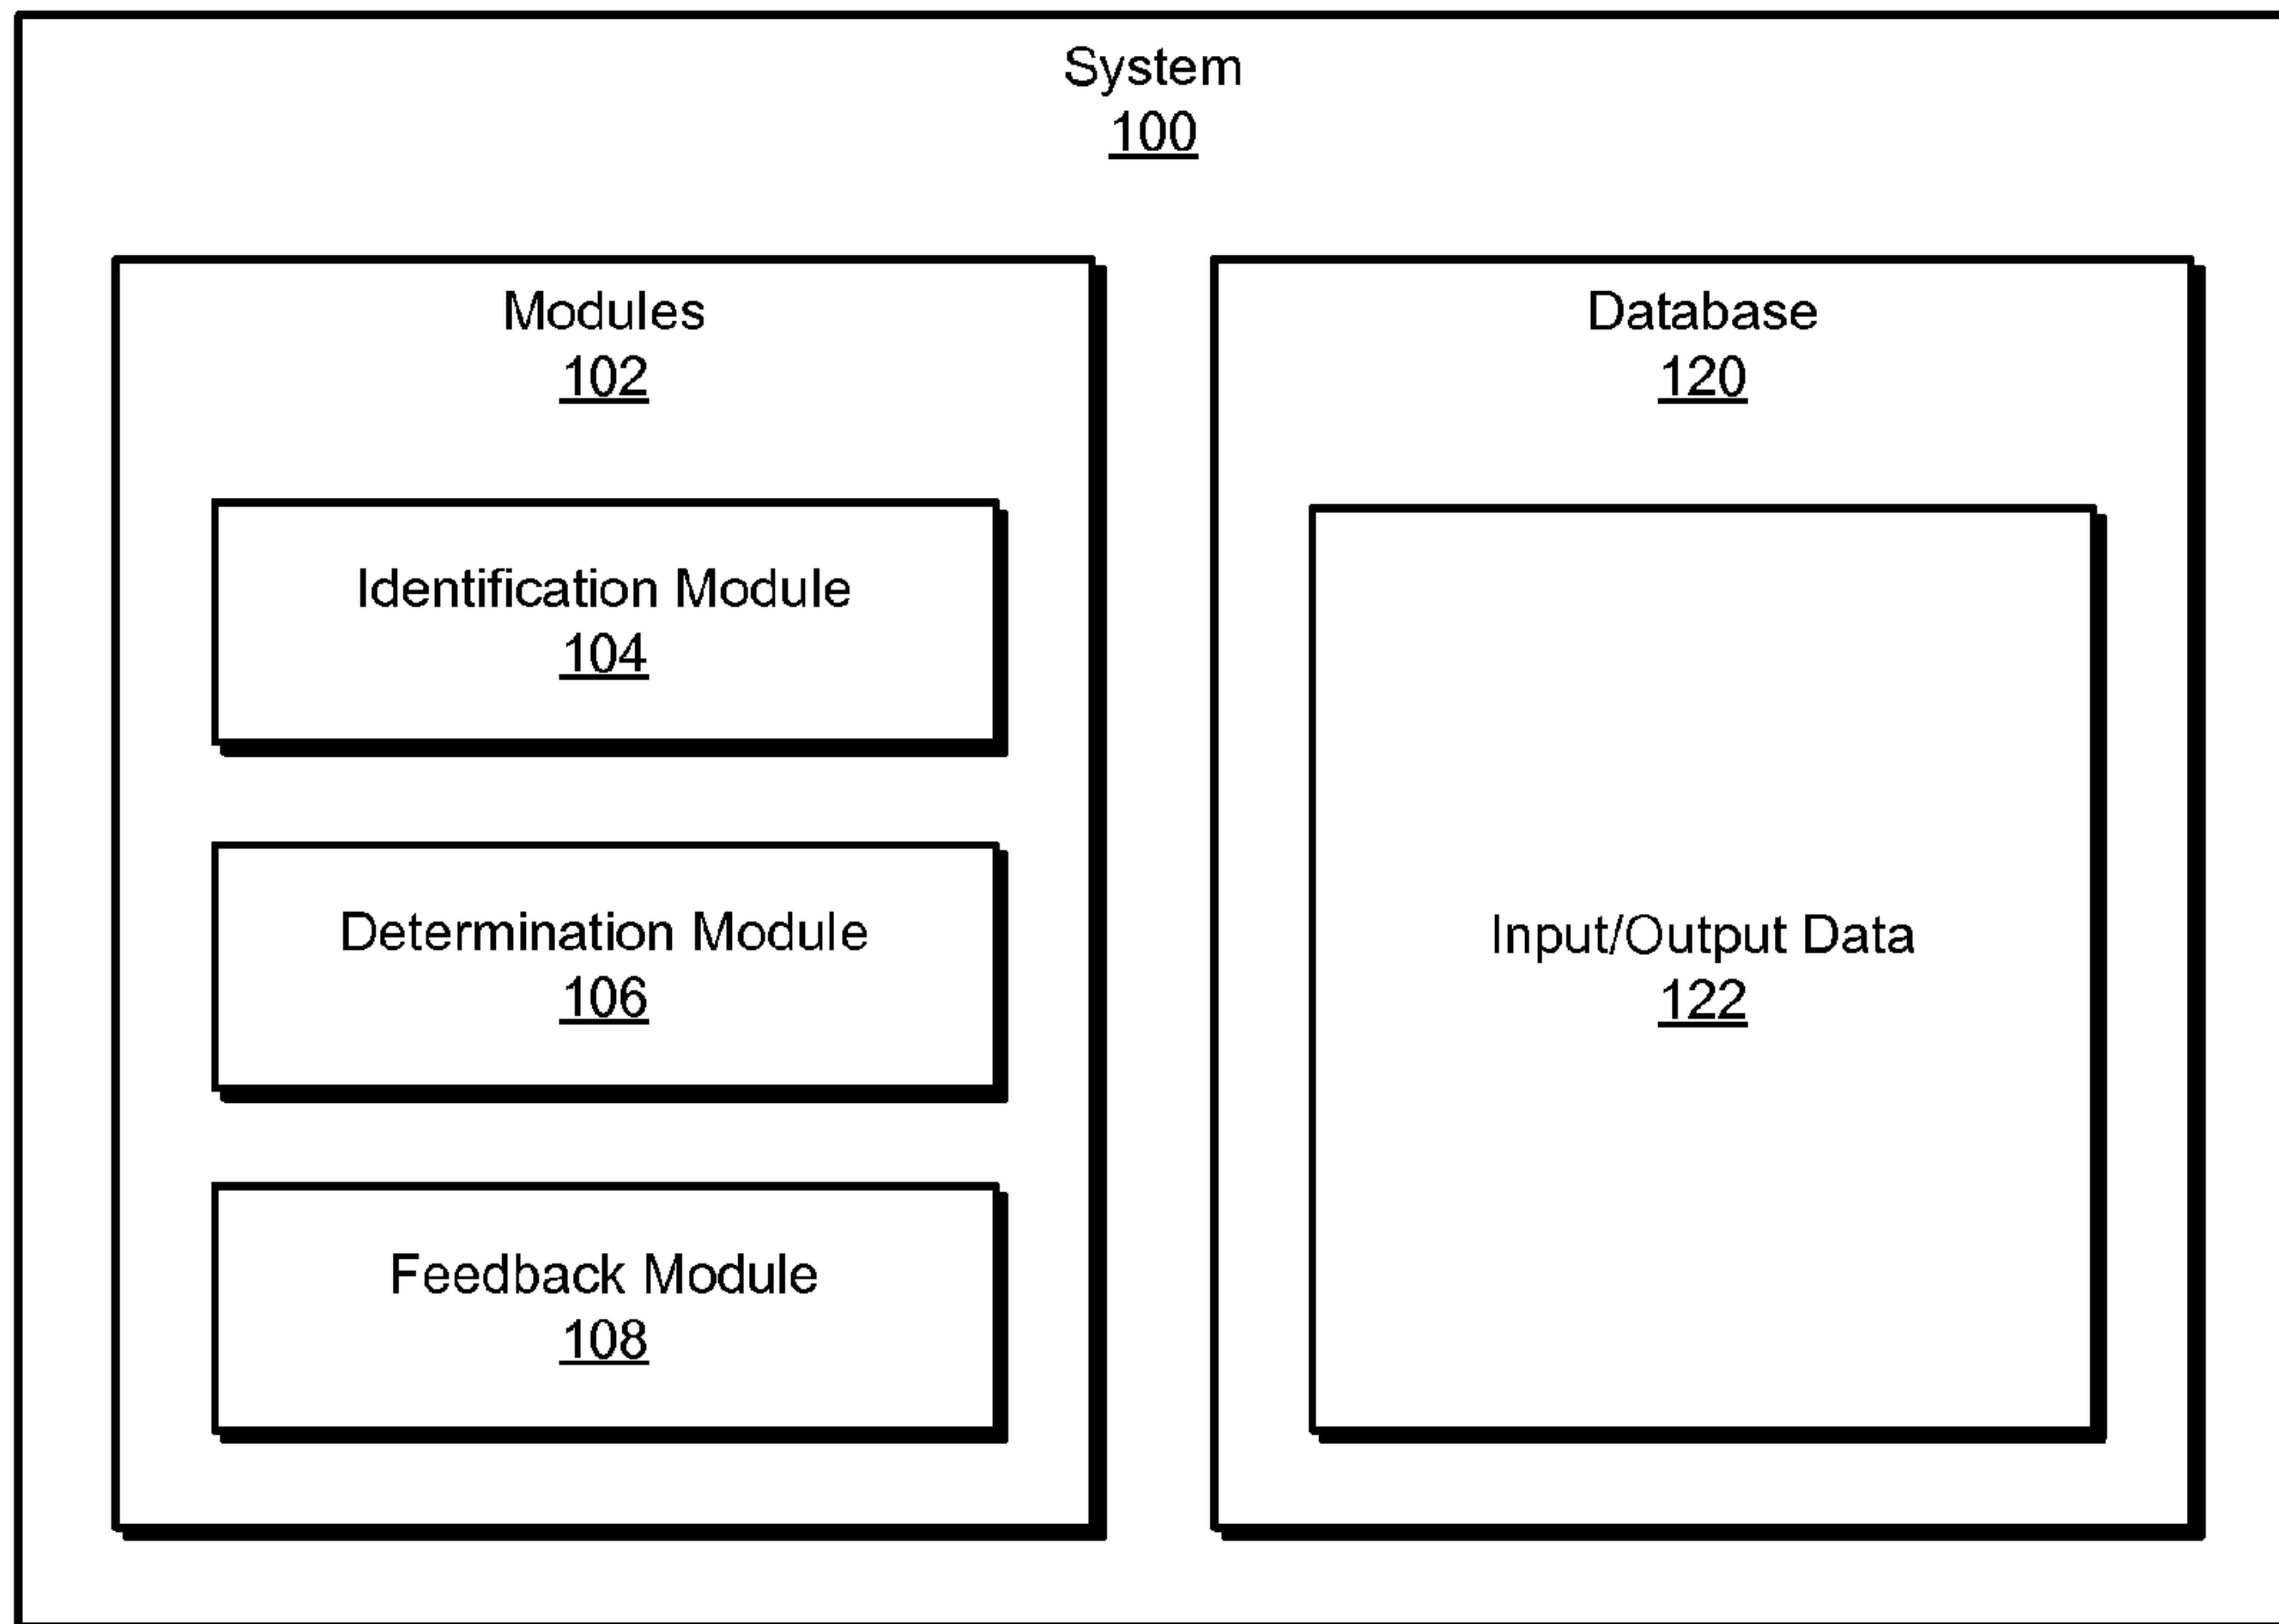 System
100
Modules
102
Identification Module
104
Determination Module
106
Feedback Module
108
Database
120
Input/Output Data
122